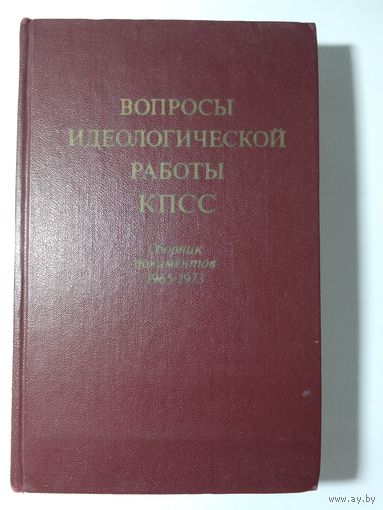 ВОПРОСЫ
ИДЕОЛОГИЧЕСКОЙ
РАБОТЫ
КПСС
Сборник
документов
1965-1973
www.ay.by